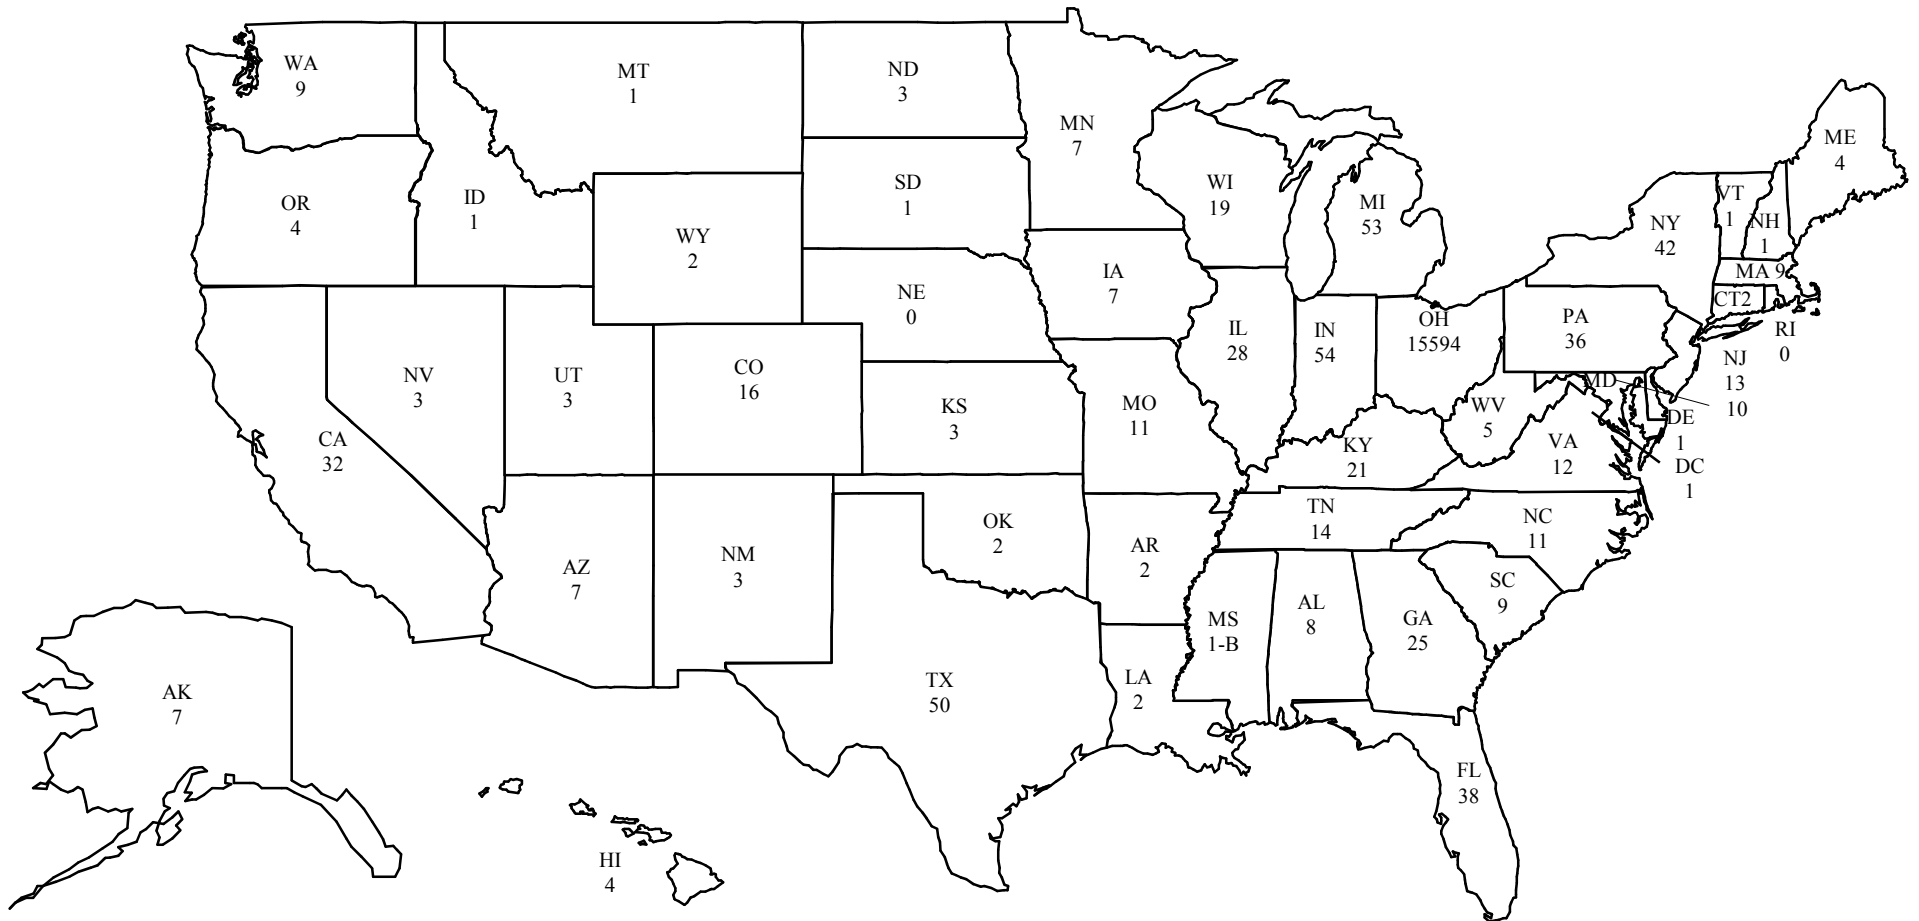 WA
9
MT
1
ND
3
MN
7
ME
4
OR
4
ID
1
WY
2
SD
1
WI
19
MI
53
NY
42
VT
1
NH
1
MA 9
CT2
RI
0
IA
7
NE
0
IL
28
IN
54
OH
15594
PA
36
NJ
13
MD
10
DE
1
DC
1
NV
3
UT
3
CO
16
KS
3
MO
11
KY
21
WV
5
VA
12
CA
32
AZ
7
NM
3
OK
2
AR
2
TN
14
NC
11
SC
9
MS
1-B
AL
8
GA
25
TX
50
LA
2
FL
38
AK
7
HI
4